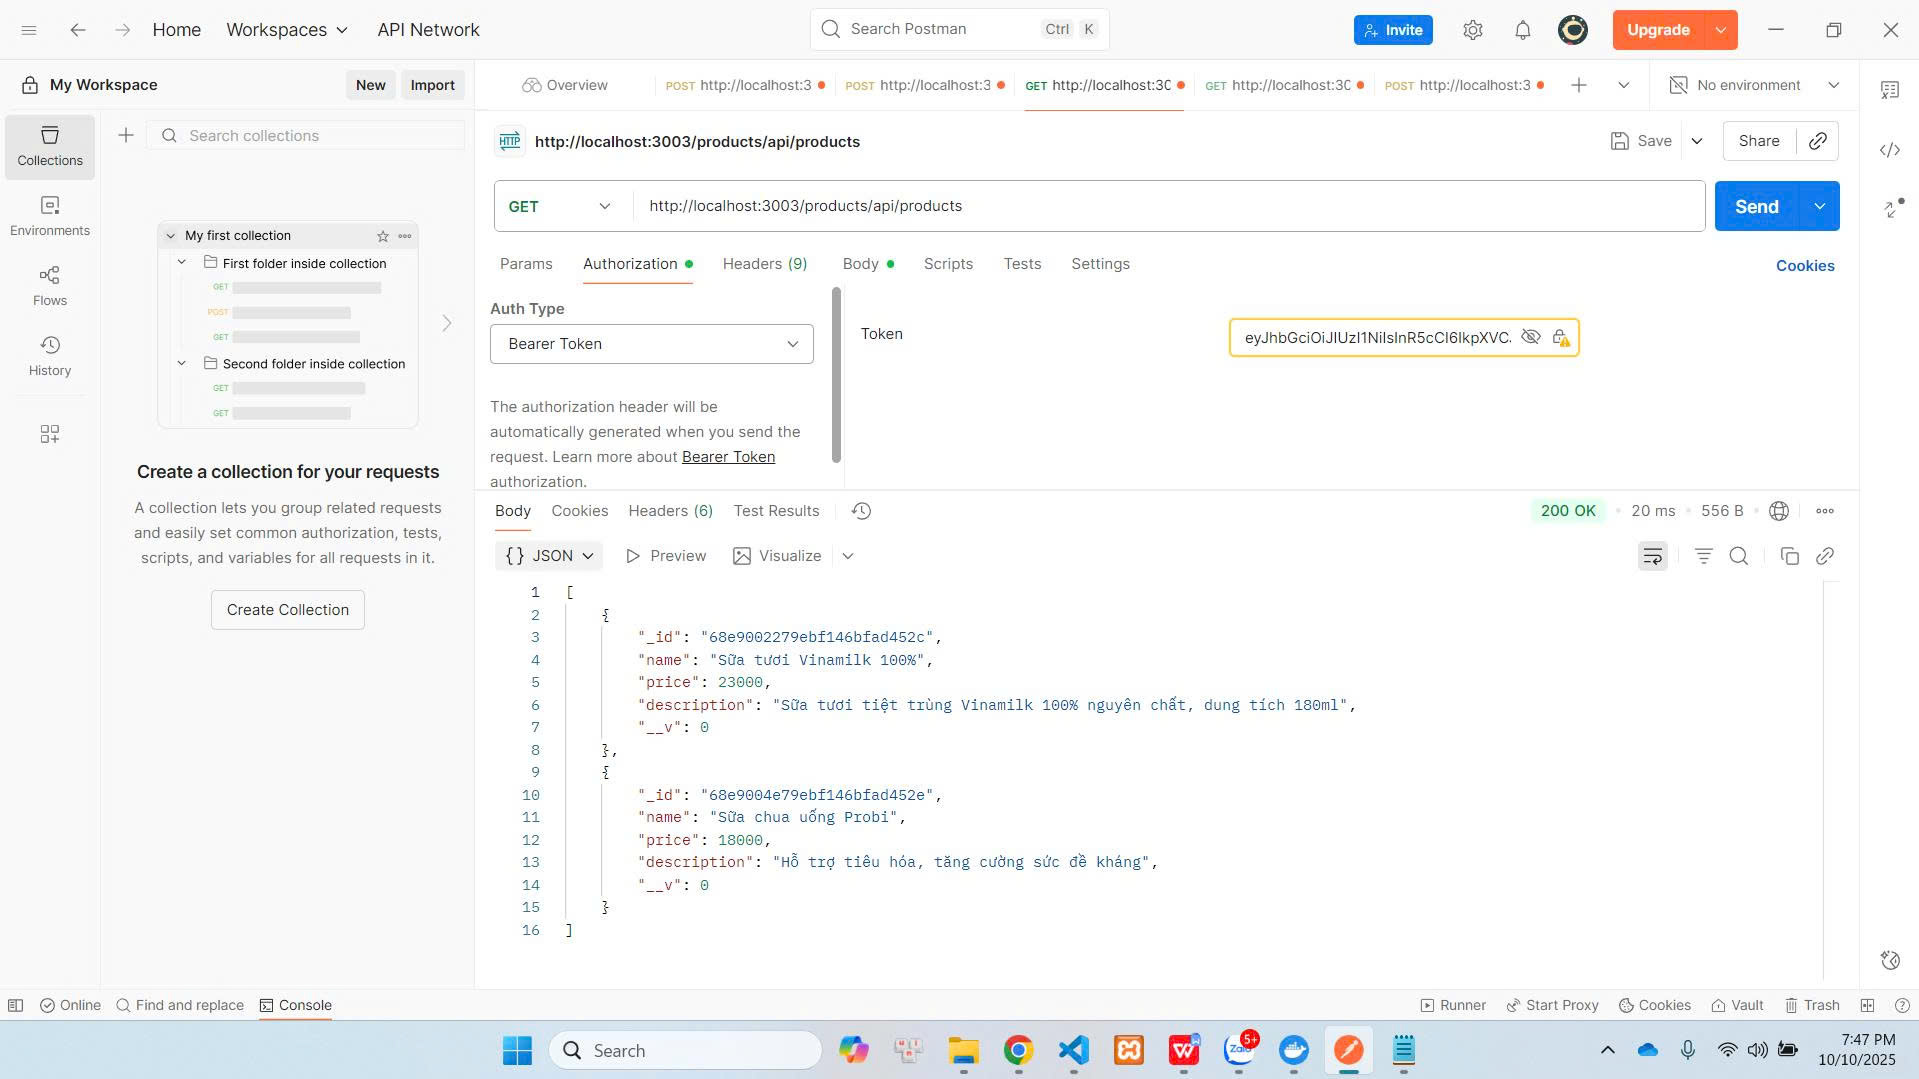 Home
Workspaces
API Network
Search Postman
Ctrl K
Invite
Upgrade
My Workspace
New
Import
Overview
POST http://localhost:3
POST http://localhost:3
GET http://localhost:30
GET http://localhost:30
POST http://localhost:3
No environment
Collections
Environments
Flows
History
Search collections
My first collection
First folder inside collection
GET
POST
GET
Second folder inside collection
GET
GET
Create a collection for your requests
A collection lets you group related requests
and easily set common authorization, tests,
scripts, and variables for all requests in it.
Create Collection
HTTP
http://localhost:3003/products/api/products
Save
Share
GET
http://localhost:3003/products/api/products
Send
Params
Authorization
Headers (9)
Body
Scripts
Tests
Settings
Cookies
Auth Type
Bearer Token
The authorization header will be
automatically generated when you send the
request. Learn more about Bearer Token
authorization.
Token
eyJhbGciOiJIUzI1NiIsInR5cCI6IkpXVC.
Body
Cookies
Headers (6)
Test Results
200 OK
20 ms
556 B
{} JSON
Preview
Visualize
1 [
2 {
3 "_id": "68e9002279ebf146bfad452c",
4 "name": "Sữa tươi Vinamilk 100%",
5 "price": 23000,
6 "description": "Sữa tươi tiệt trùng Vinamilk 100% nguyên chất, dung tích 180ml",
7 "__v": 0
8 },
9 {
10 "_id": "68e9004e79ebf146bfad452e",
11 "name": "Sữa chua uống Probi",
12 "price": 18000,
13 "description": "Hỗ trợ tiêu hóa, tăng cường sức đề kháng",
14 "__v": 0
15 }
16 ]
Online
Find and replace
Console
Runner
Start Proxy
Cookies
Vault
Trash
Search
Zalo
5+
7:47 PM
10/10/2025